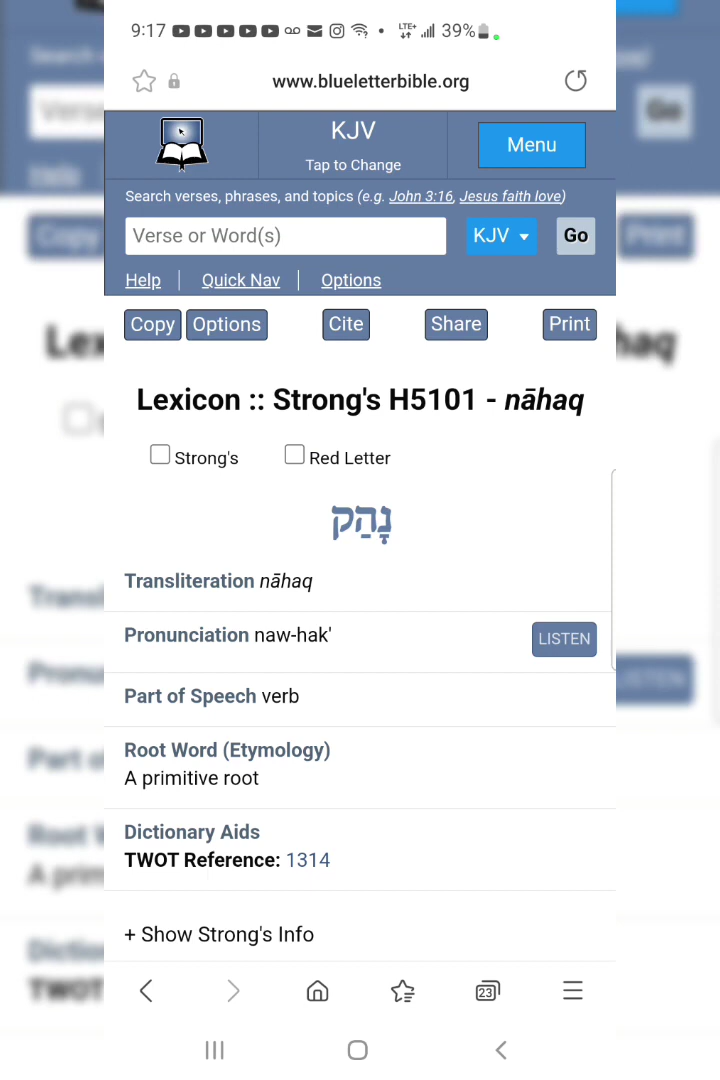 9:17 LTE+ 39%
www.blueletterbible.org
KJV
Tap to Change
Menu
Search verses, phrases, and topics (e.g. John 3:16, Jesus faith love)
Verse or Word(s) KJV Go
Help Quick Nav Options
Copy Options Cite Share Print
Lexicon :: Strong's H5101 - nāhaq
Strong's Red Letter
נָהַק
Transliteration nāhaq
Pronunciation naw-hak' LISTEN
Part of Speech verb
Root Word (Etymology)
A primitive root
Dictionary Aids
TWOT Reference: 1314
+ Show Strong's Info
23